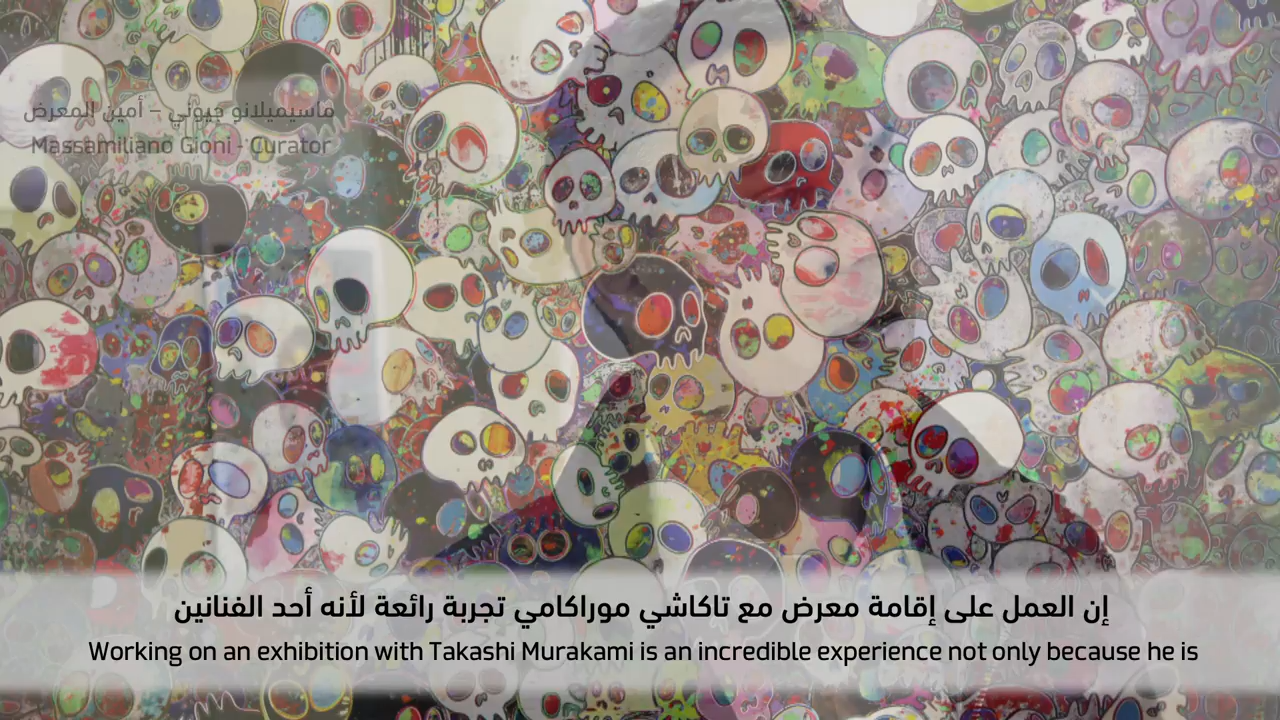 ماسيميلانو جيوني – أمين المعرض
Massamiliano Gioni - Curator
إن العمل على إقامة معرض مع تاكاشي موراكامي تجربة رائعة لأنه أحد الفنانين
Working on an exhibition with Takashi Murakami is an incredible experience not only because he is